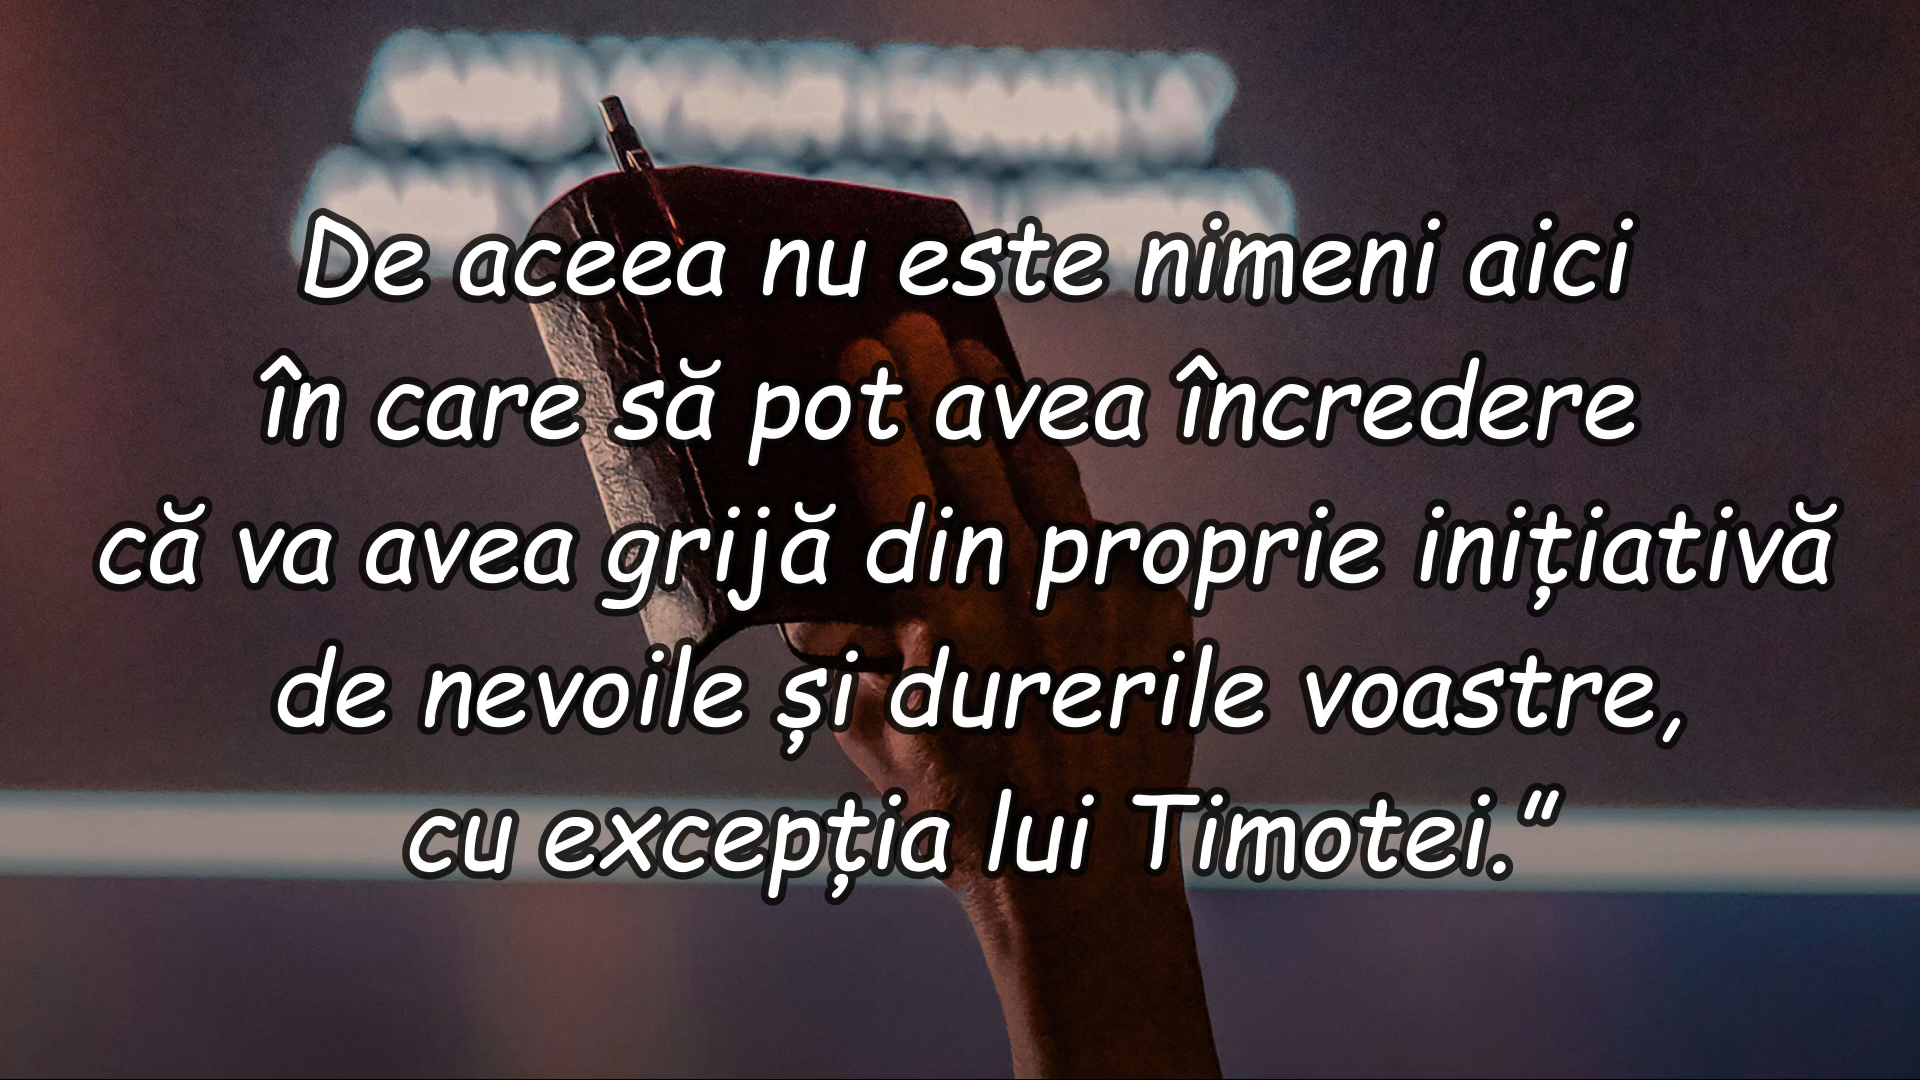 De aceea nu este nimeni aici
în care să pot avea încredere
că va avea grijă din proprie inițiativă
de nevoile și durerile voastre,
cu excepția lui Timotei.”